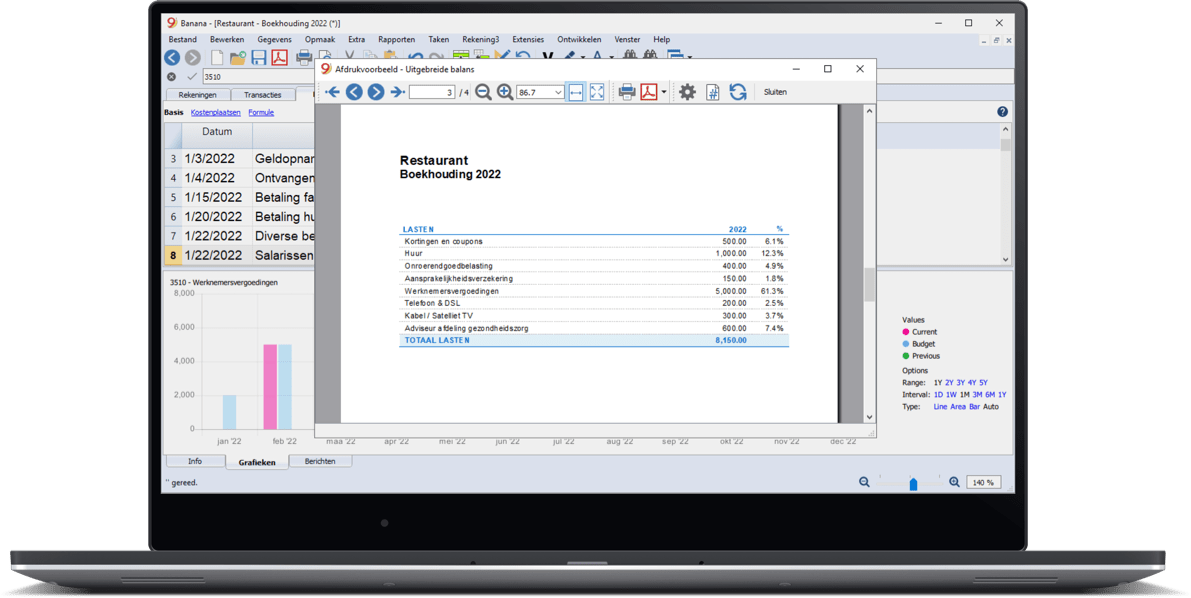 Banana - [Restaurant - Boekhouding 2022 (*)]
Bestand Bewerken Gegevens Opmaak Extra Rapporten Taken Rekening3 Extensies Ontwikkelen Venster Help
3510
Afdrukvoorbeeld - Uitgebreide balans
3 / 4 86.7 Sluiten
Rekeningen Transacties
Basis Kostenplaatsen Formule
Datum
3 1/3/2022 Geldopnar
4 1/4/2022 Ontvangen
5 1/15/2022 Betaling fa
6 1/20/2022 Betaling hu
7 1/22/2022 Diverse be
8 1/22/2022 Salarissen
Restaurant
Boekhouding 2022
LASTEN 2022 %
Kortingen en coupons 500.00 6.1%
Huur 1,000.00 12.3%
Onroerendgoedbelasting 400.00 4.9%
Aansprakelijkheidsverzekering 150.00 1.8%
Werknemersvergoedingen 5,000.00 61.3%
Telefoon & DSL 200.00 2.5%
Kabel / Satelliet TV 300.00 3.7%
Adviseur afdeling gezondheidszorg 600.00 7.4%
TOTAAL LASTEN 8,150.00
3510 - Werknemersvergoedingen
8,000
6,000
4,000
2,000
0
jan '22 feb '22 maa '22 apr '22 mei '22 jun '22 jul '22 aug '22 sep '22 okt '22 nov '22 dec '22
Values
Current
Budget
Previous
Options
Range: 1Y 2Y 3Y 4Y 5Y
Interval: 1D 1W 1M 3M 6M 1Y
Type: Line Area Bar Auto
Info Grafieken Berichten
'' gereed.
140 %